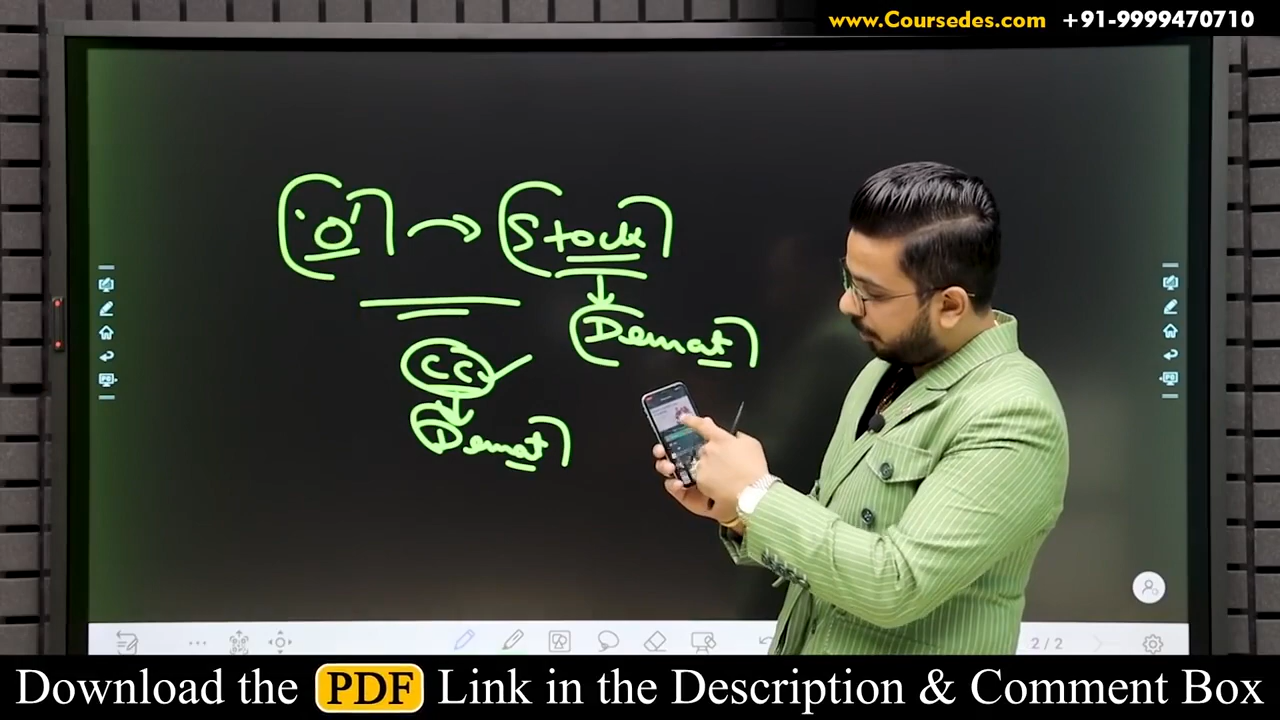 www.Coursedes.com +91-9999470710
'0' → Stock
Demat
CC
Demat
2 / 2
Download the PDF Link in the Description & Comment Box